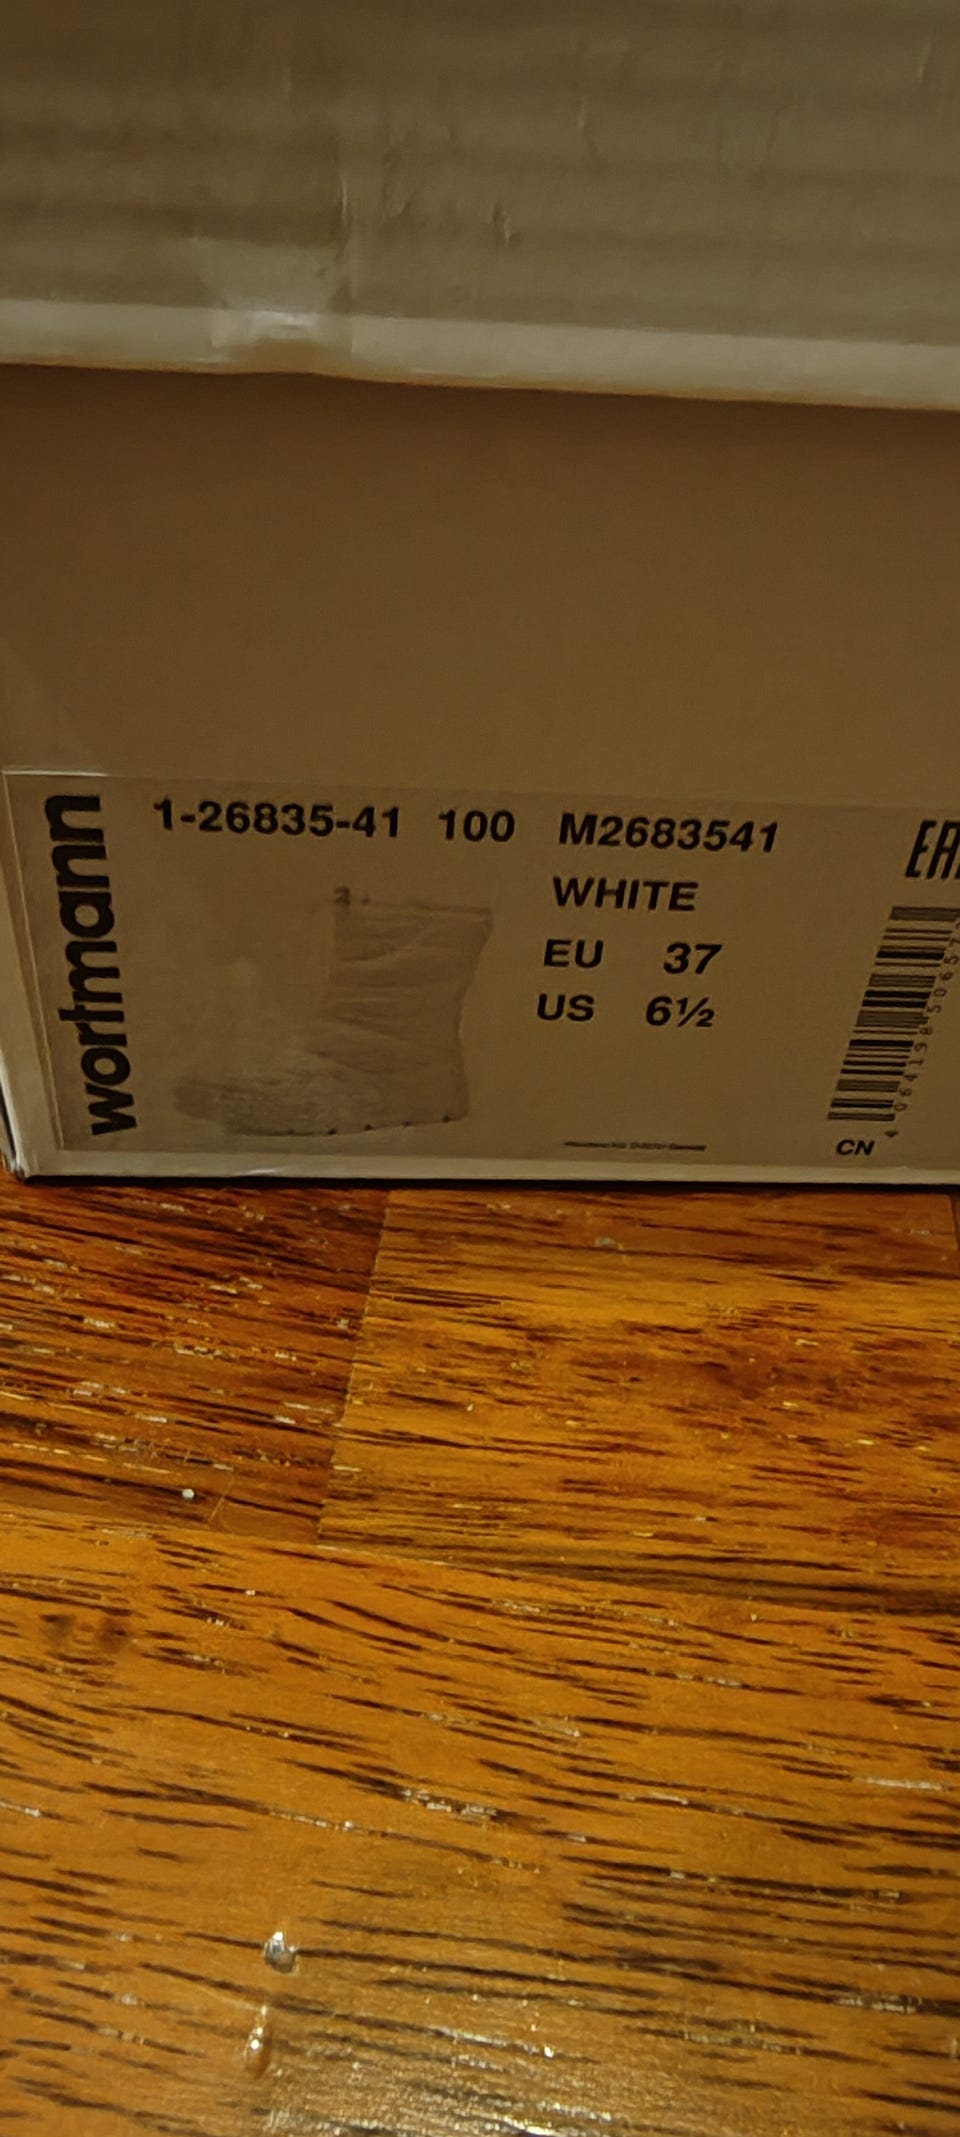 wortmann
1-26835-41 100 M2683541
WHITE
EU 37
US 6½
CN